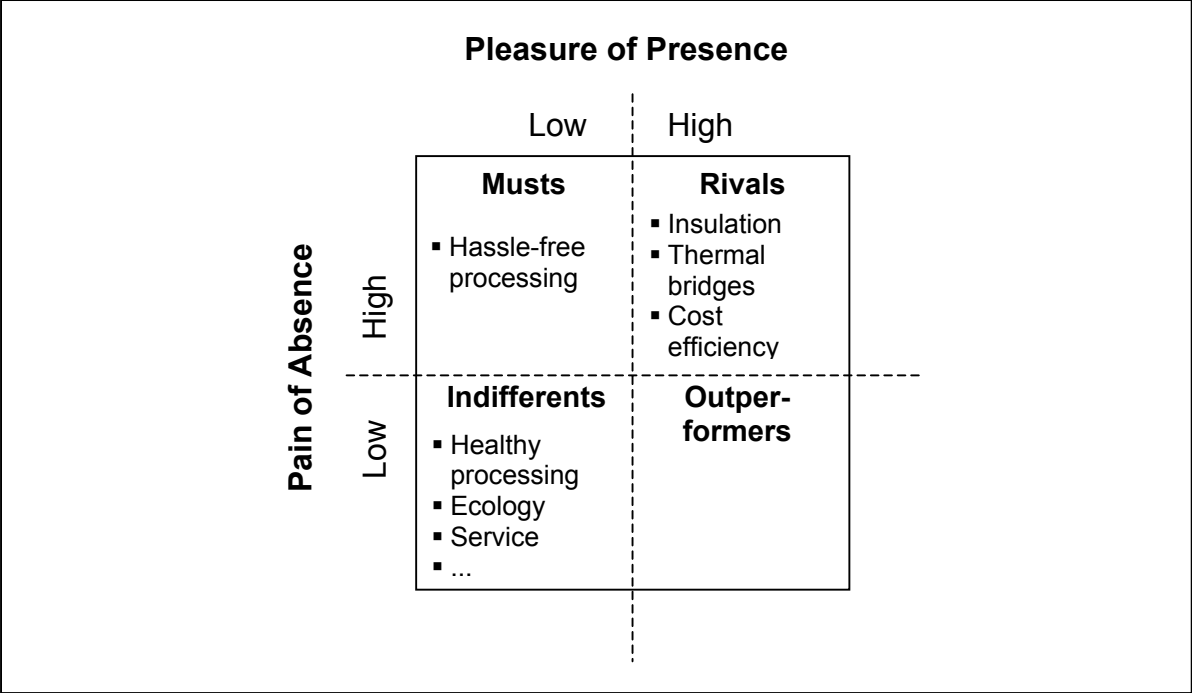 Pleasure of Presence
Low
High
Pain of Absence
High
Low
Musts
▪ Hassle-free
processing
Rivals
▪ Insulation
▪ Thermal
bridges
▪ Cost
efficiency
Indifferents
▪ Healthy
processing
▪ Ecology
▪ Service
▪ ...
Outper-
formers